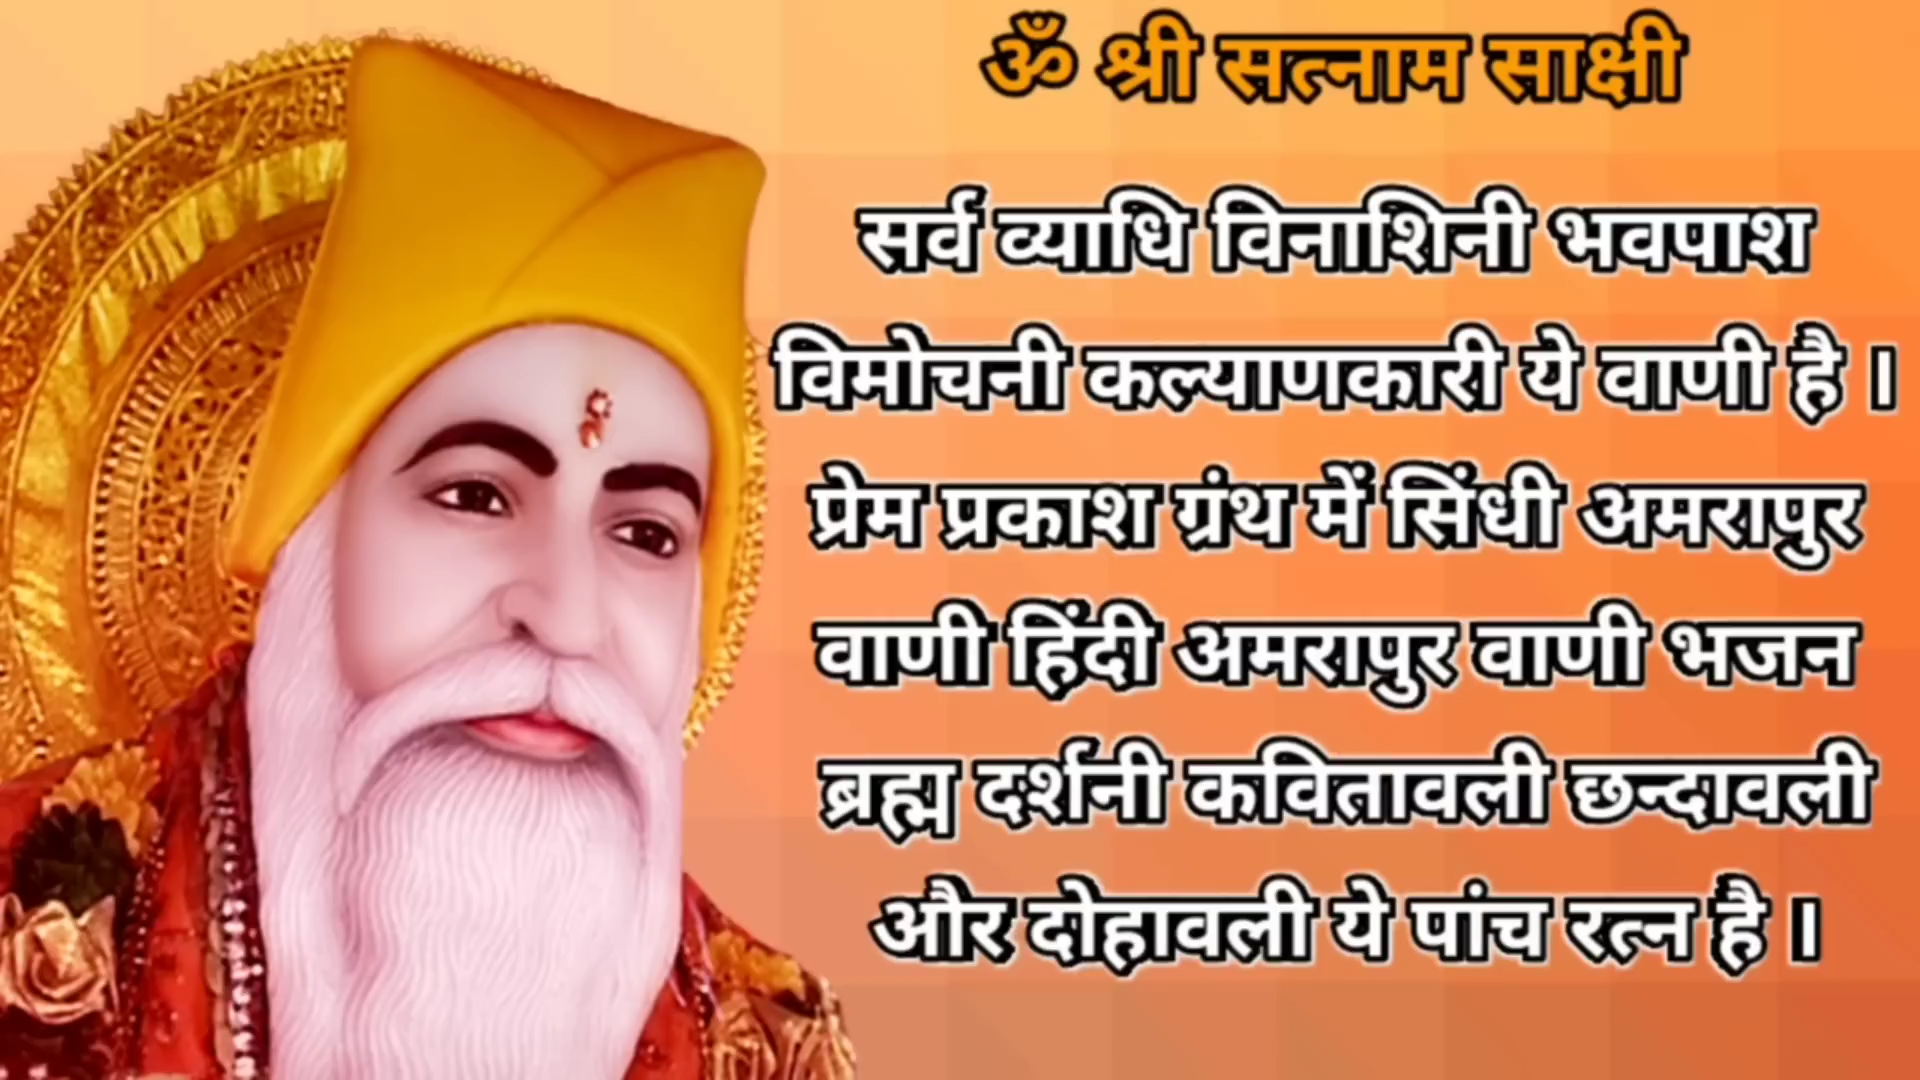 ॐ श्री सत्नाम साक्षी
सर्व व्याधि विनाशिनी भवपाश
विमोचनी कल्याणकारी ये वाणी है ।
प्रेम प्रकाश ग्रंथ में सिंधी अमरापुर
वाणी हिंदी अमरापुर वाणी भजन
ब्रह्म दर्शनी कवितावली छन्दावली
और दोहावली ये पांच रत्न है ।